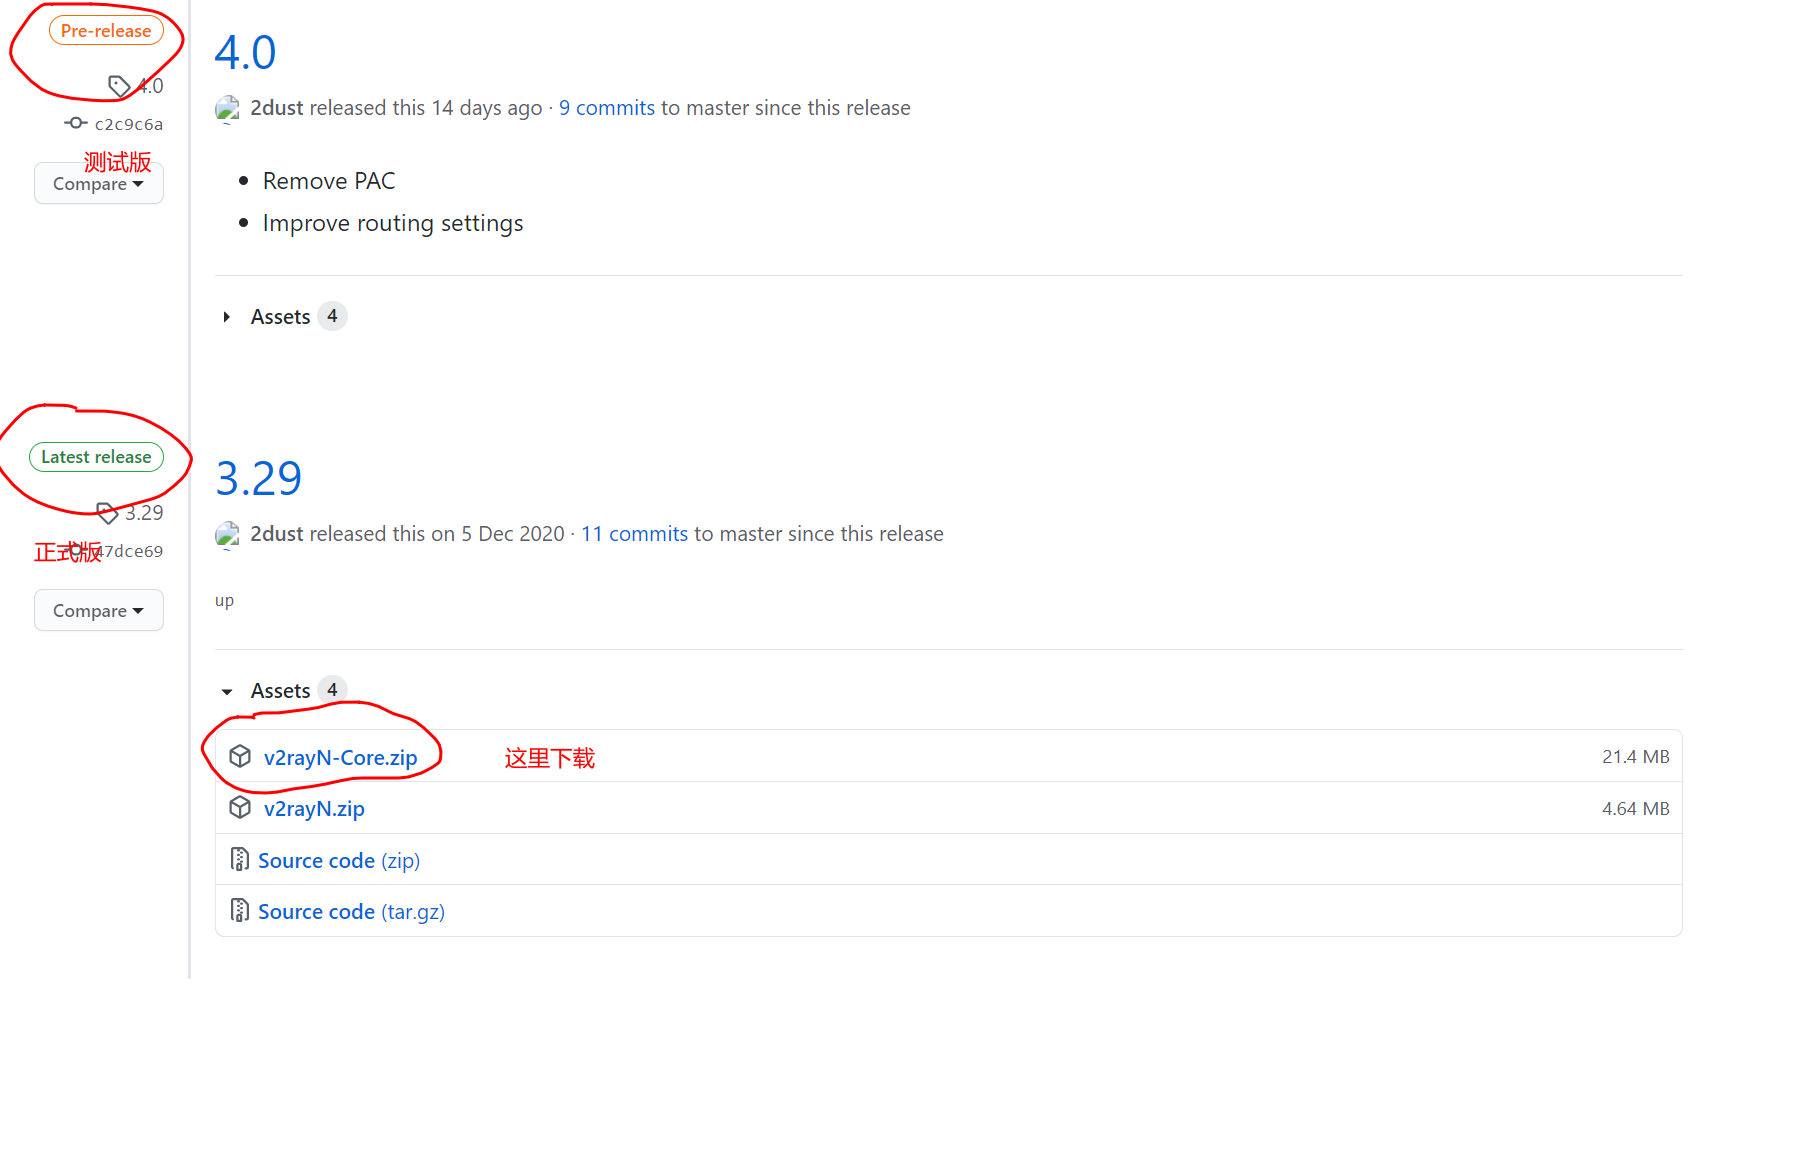 Pre-release
4.0
c2c9c6a
测试版
Compare
4.0
2dust released this 14 days ago · 9 commits to master since this release
Remove PAC
Improve routing settings
Assets 4
Latest release
3.29
正式版
47dce69
Compare
3.29
2dust released this on 5 Dec 2020 · 11 commits to master since this release
up
Assets 4
v2rayN-Core.zip 这里下载 21.4 MB
v2rayN.zip 4.64 MB
Source code (zip)
Source code (tar.gz)